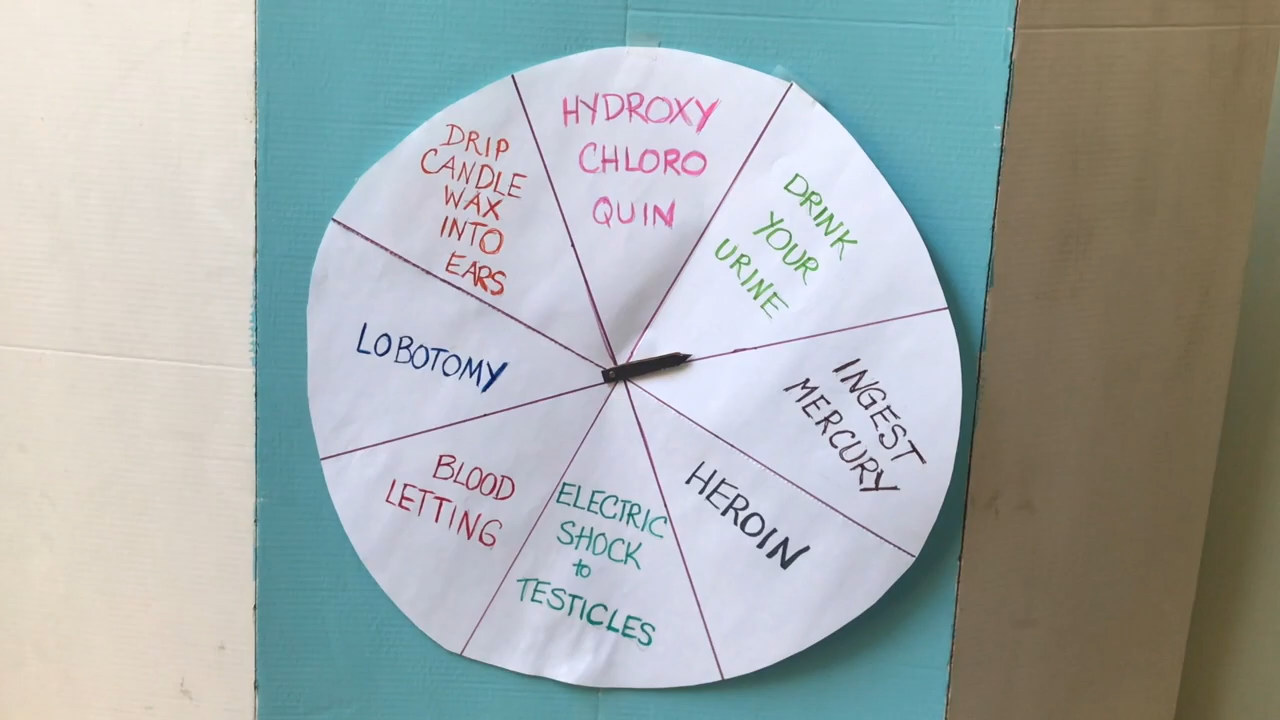 HYDROXY
CHLORO
QUIN
DRINK
YOUR
URINE
INGEST
MERCURY
HEROIN
ELECTRIC
SHOCK
to
TESTICLES
BLOOD
LETTING
LOBOTOMY
DRIP
CANDLE
WAX
INTO
EARS